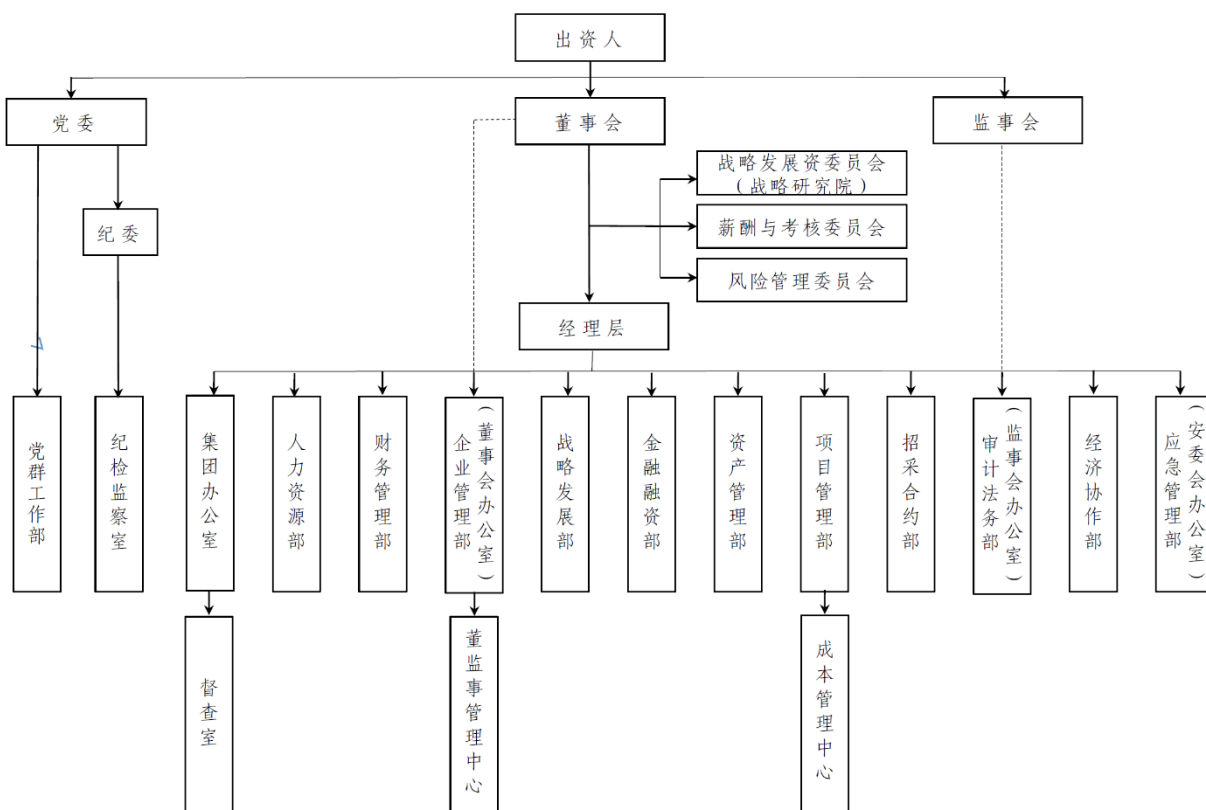 出资人
党委
董事会
监事会
战略发展资委员会
(战略研究院)
纪委
薪酬与考核委员会
风险管理委员会
经理层
党群工作部
纪检监察室
集团办公室
人力资源部
财务管理部
企业管理部
(董事会办公室)
战略发展部
金融融资部
资产管理部
项目管理部
招采合约部
审计法务部
(监事会办公室)
经济协作部
应急管理部
(安委会办公室)
督查室
董监事管理中心
成本管理中心